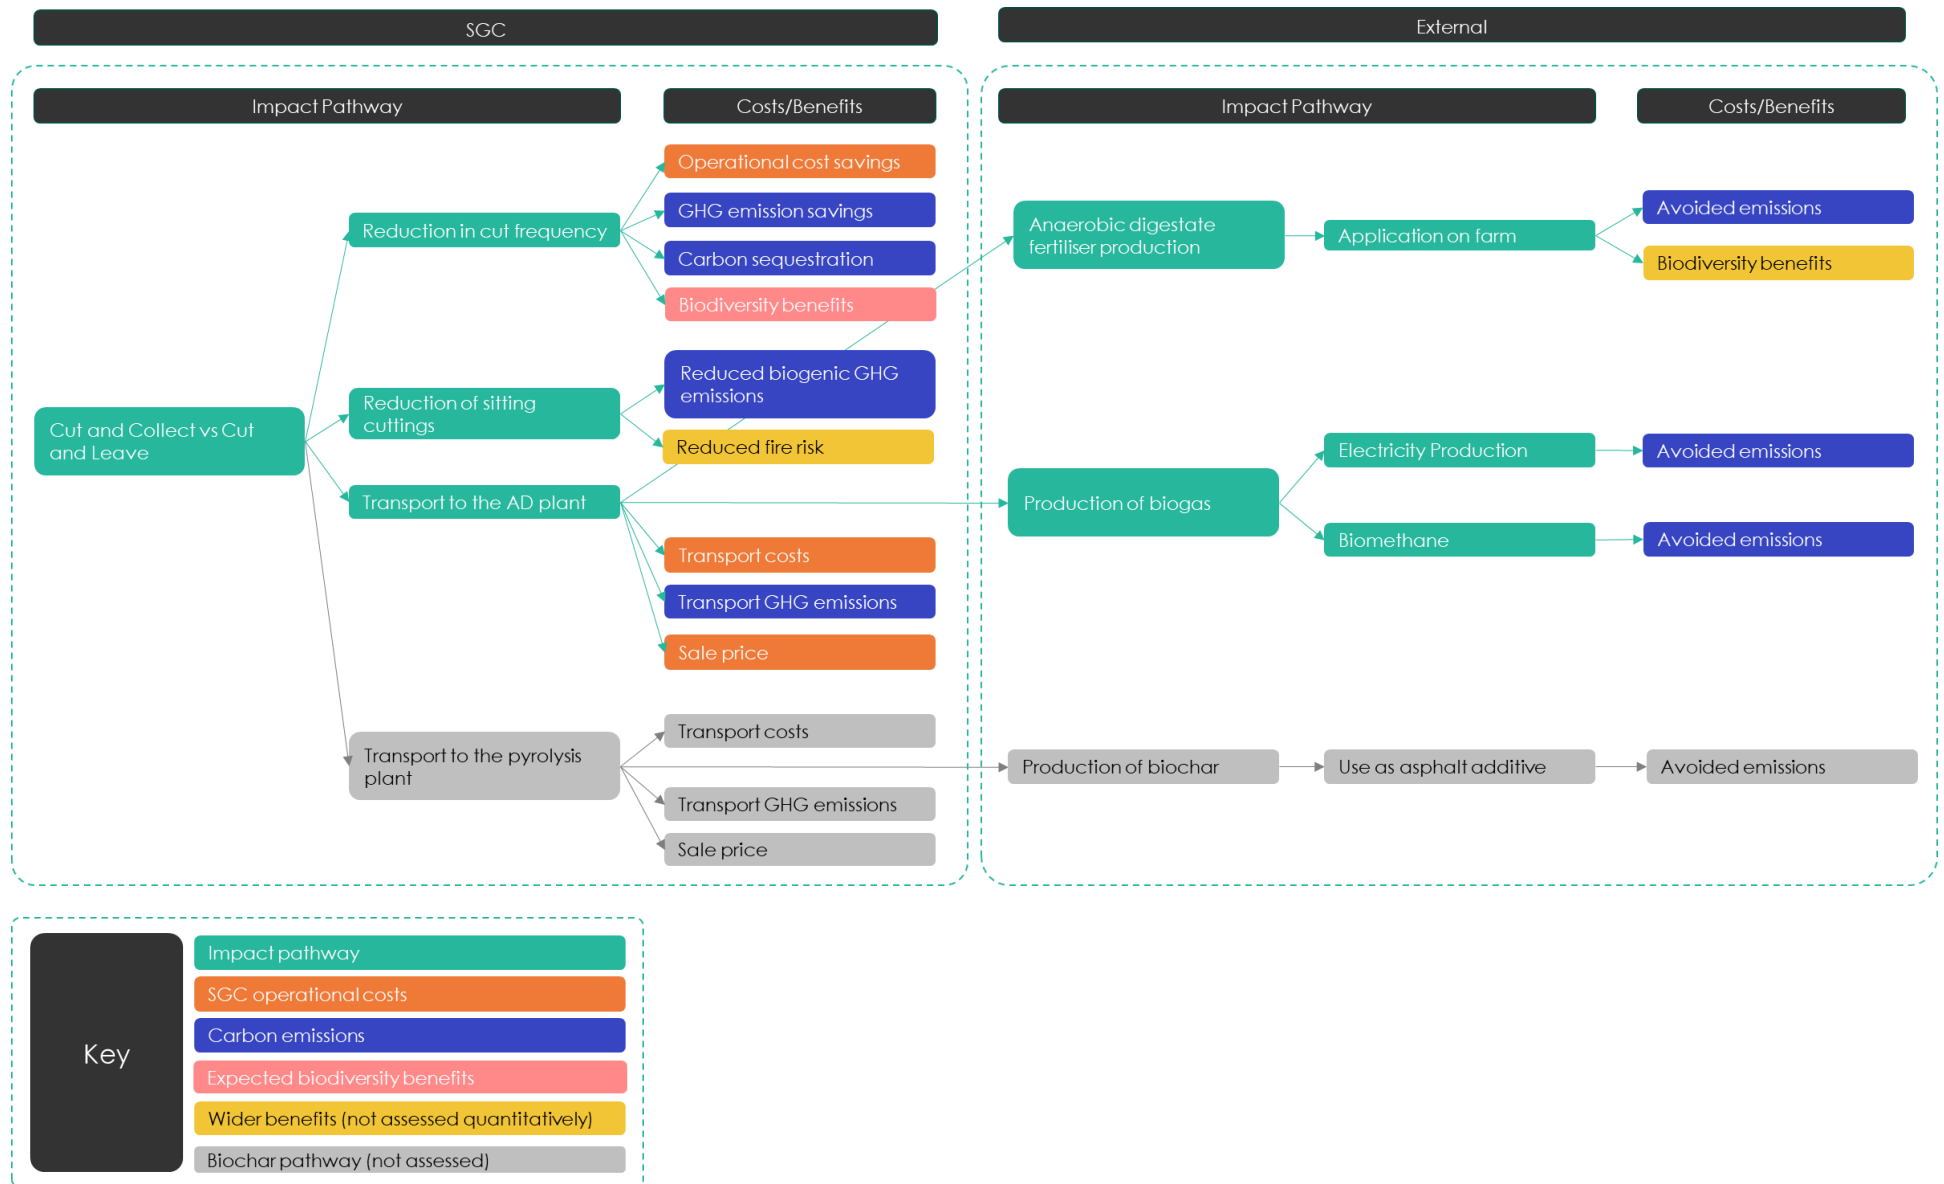 SGC
External
Impact Pathway
Costs/Benefits
Impact Pathway
Costs/Benefits
Cut and Collect vs Cut
and Leave
Reduction in cut frequency
Operational cost savings
GHG emission savings
Carbon sequestration
Biodiversity benefits
Reduction of sitting
cuttings
Reduced biogenic GHG
emissions
Reduced fire risk
Transport to the AD plant
Transport costs
Transport GHG emissions
Sale price
Transport to the pyrolysis
plant
Transport costs
Transport GHG emissions
Sale price
Anaerobic digestate
fertiliser production
Application on farm
Avoided emissions
Biodiversity benefits
Production of biogas
Electricity Production
Avoided emissions
Biomethane
Avoided emissions
Production of biochar
Use as asphalt additive
Avoided emissions
Key
Impact pathway
SGC operational costs
Carbon emissions
Expected biodiversity benefits
Wider benefits (not assessed quantitatively)
Biochar pathway (not assessed)